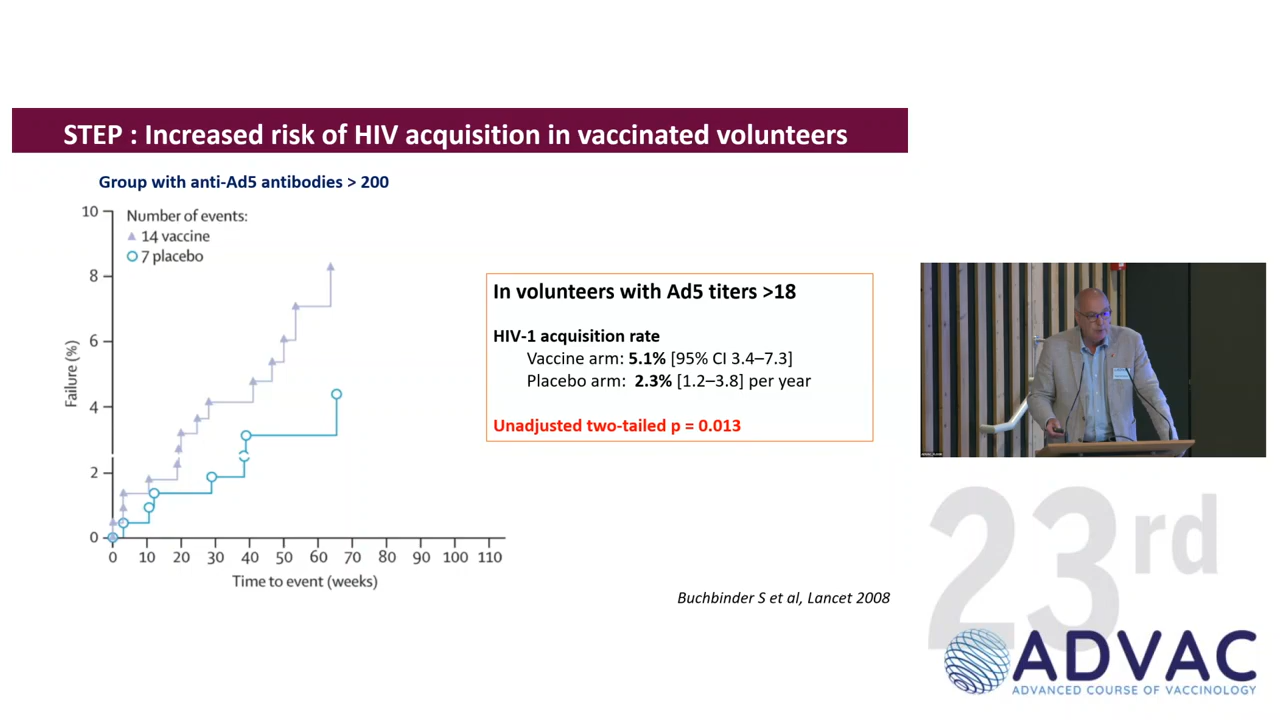 STEP : Increased risk of HIV acquisition in vaccinated volunteers
Group with anti-Ad5 antibodies > 200
Number of events:
14 vaccine
7 placebo
10
8
6
4
2
0
Failure (%)
0 10 20 30 40 50 60 70 80 90 100 110
Time to event (weeks)
In volunteers with Ad5 titers >18
HIV-1 acquisition rate
Vaccine arm: 5.1% [95% CI 3.4–7.3]
Placebo arm: 2.3% [1.2–3.8] per year
Unadjusted two-tailed p = 0.013
Buchbinder S et al, Lancet 2008
23rd
ADVAC
ADVANCED COURSE OF VACCINOLOGY